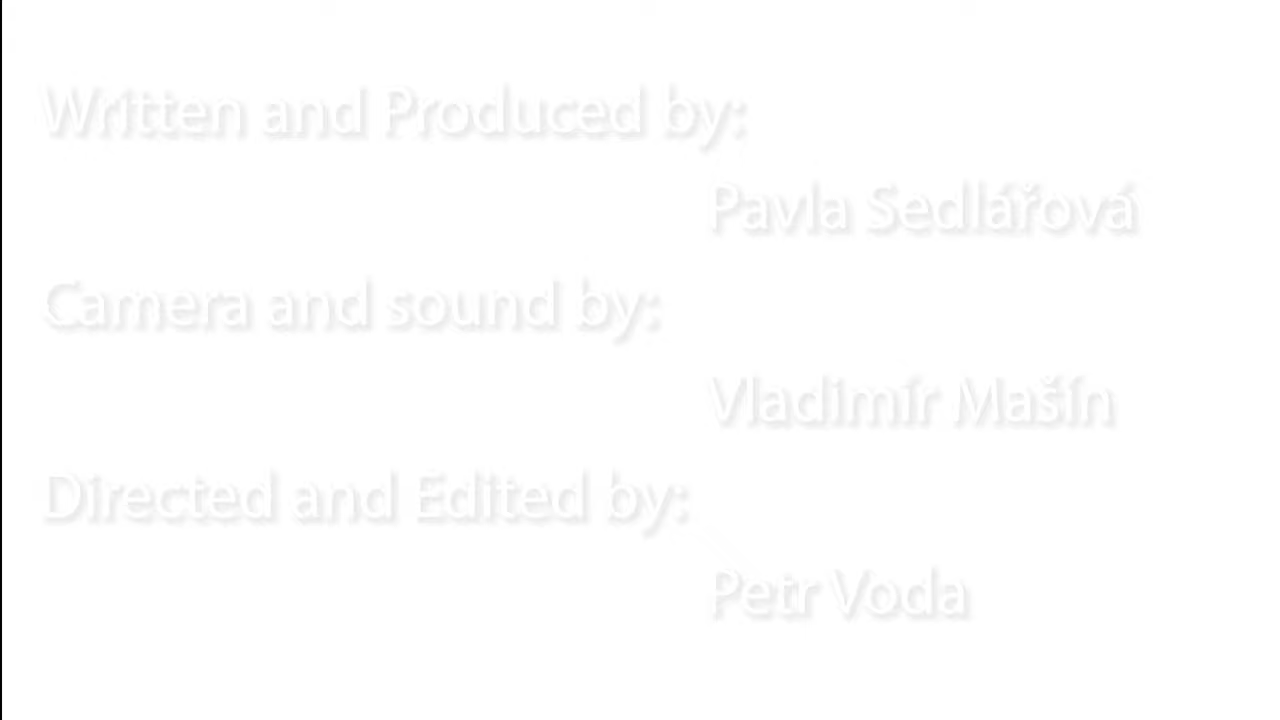 Written and Produced by:
Pavla Sedlářová
Camera and sound by:
Vladimír Mašín
Directed and Edited by:
Petr Voda